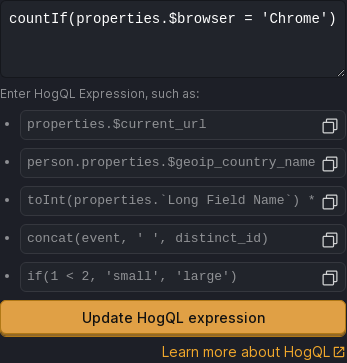 countIf(properties.$browser = 'Chrome')
Enter HogQL Expression, such as:
• properties.$current_url
• person.properties.$geoip_country_name
• toInt(properties.`Long Field Name`) *
• concat(event, ' ', distinct_id)
• if(1 < 2, 'small', 'large')
Update HogQL expression
Learn more about HogQL